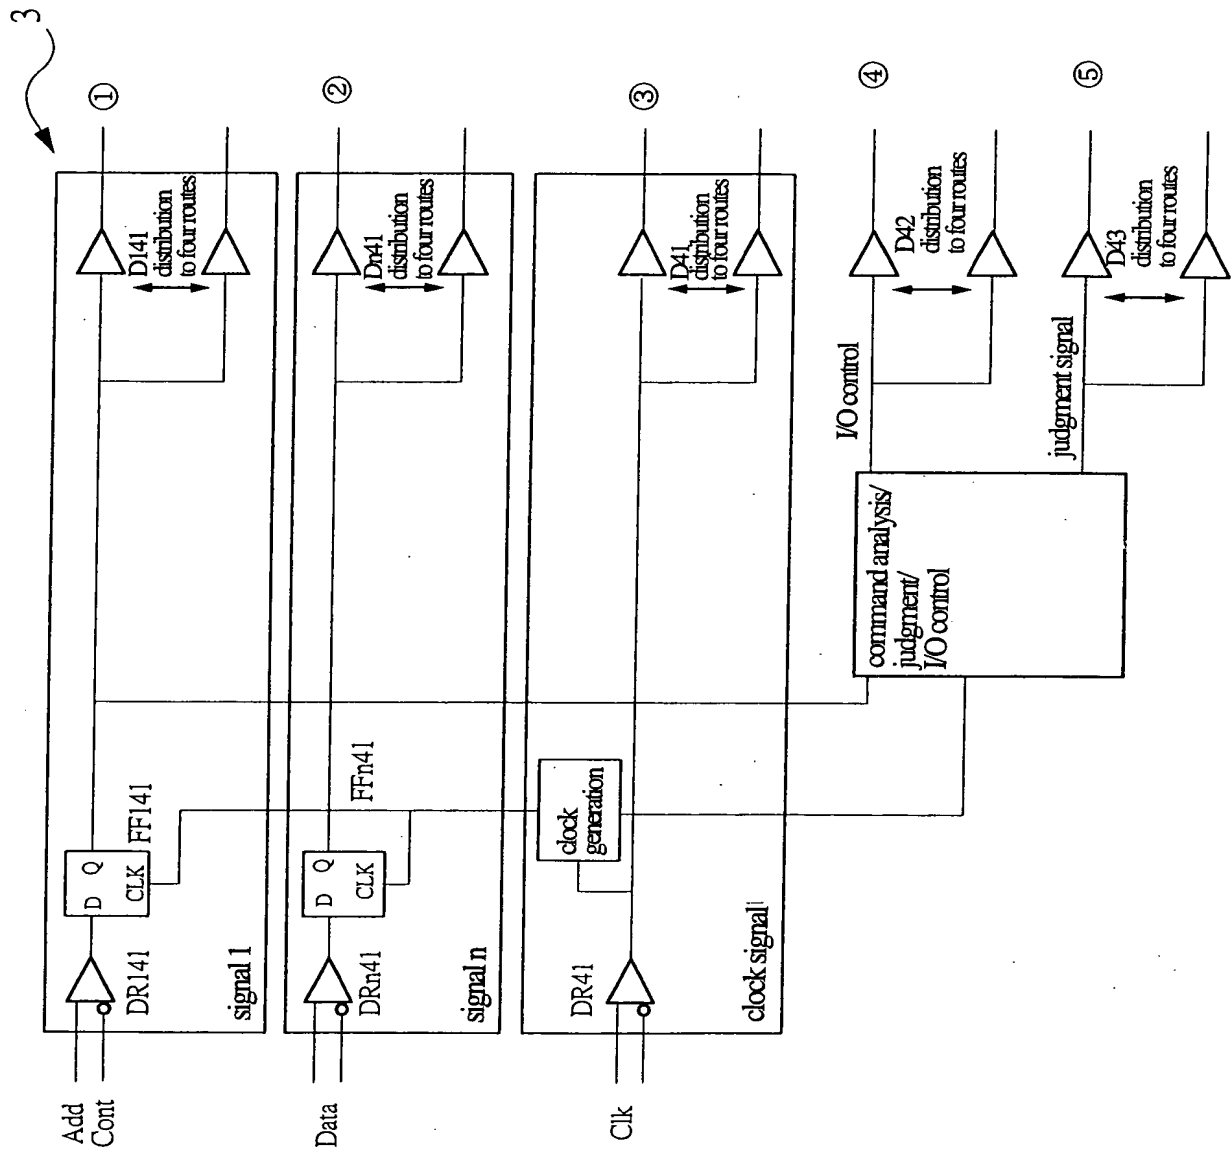 3
①
②
③
④
⑤
D141
distribution
to four routes
Dn41
distribution
to four routes
D41
distribution
to four routes
D42
distribution
to four routes
D43
distribution
to four routes
I/O control
judgment signal
command analysis/
judgment/
I/O control
D Q
CLK
FF141
D Q
CLK
FFn41
clock
generation
DR141
signal 1
DRn41
signal n
DR41
clock signal
Add
Cont
Data
Clk